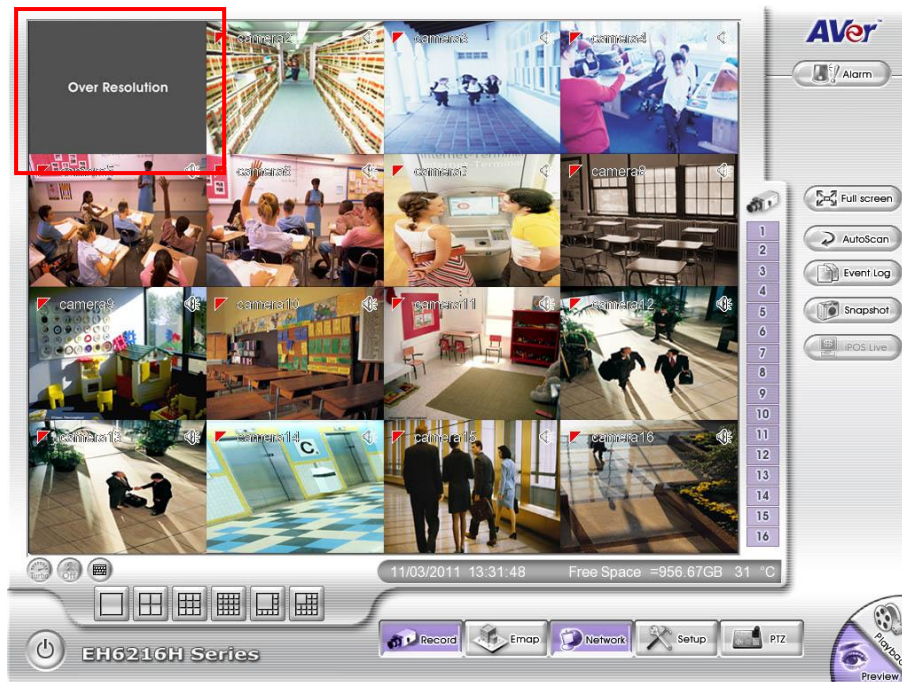 AVer
camera2
camera3
camera4
Alarm
Over Resolution
camera5
camera6
camera7
camera8
Full screen
1
2
3
4
5
6
7
8
9
10
11
12
13
14
15
16
AutoScan
Event Log
Snapshot
iPOS Live
camera9
camera10
camera11
camera12
camera13
camera14
camera15
camera16
C
11/03/2011 13:31:48 Free Space =956.67GB 31 °C
Turbo
Off
Record
Emap
Network
Setup
PTZ
EH6216H Series
Playback
Preview